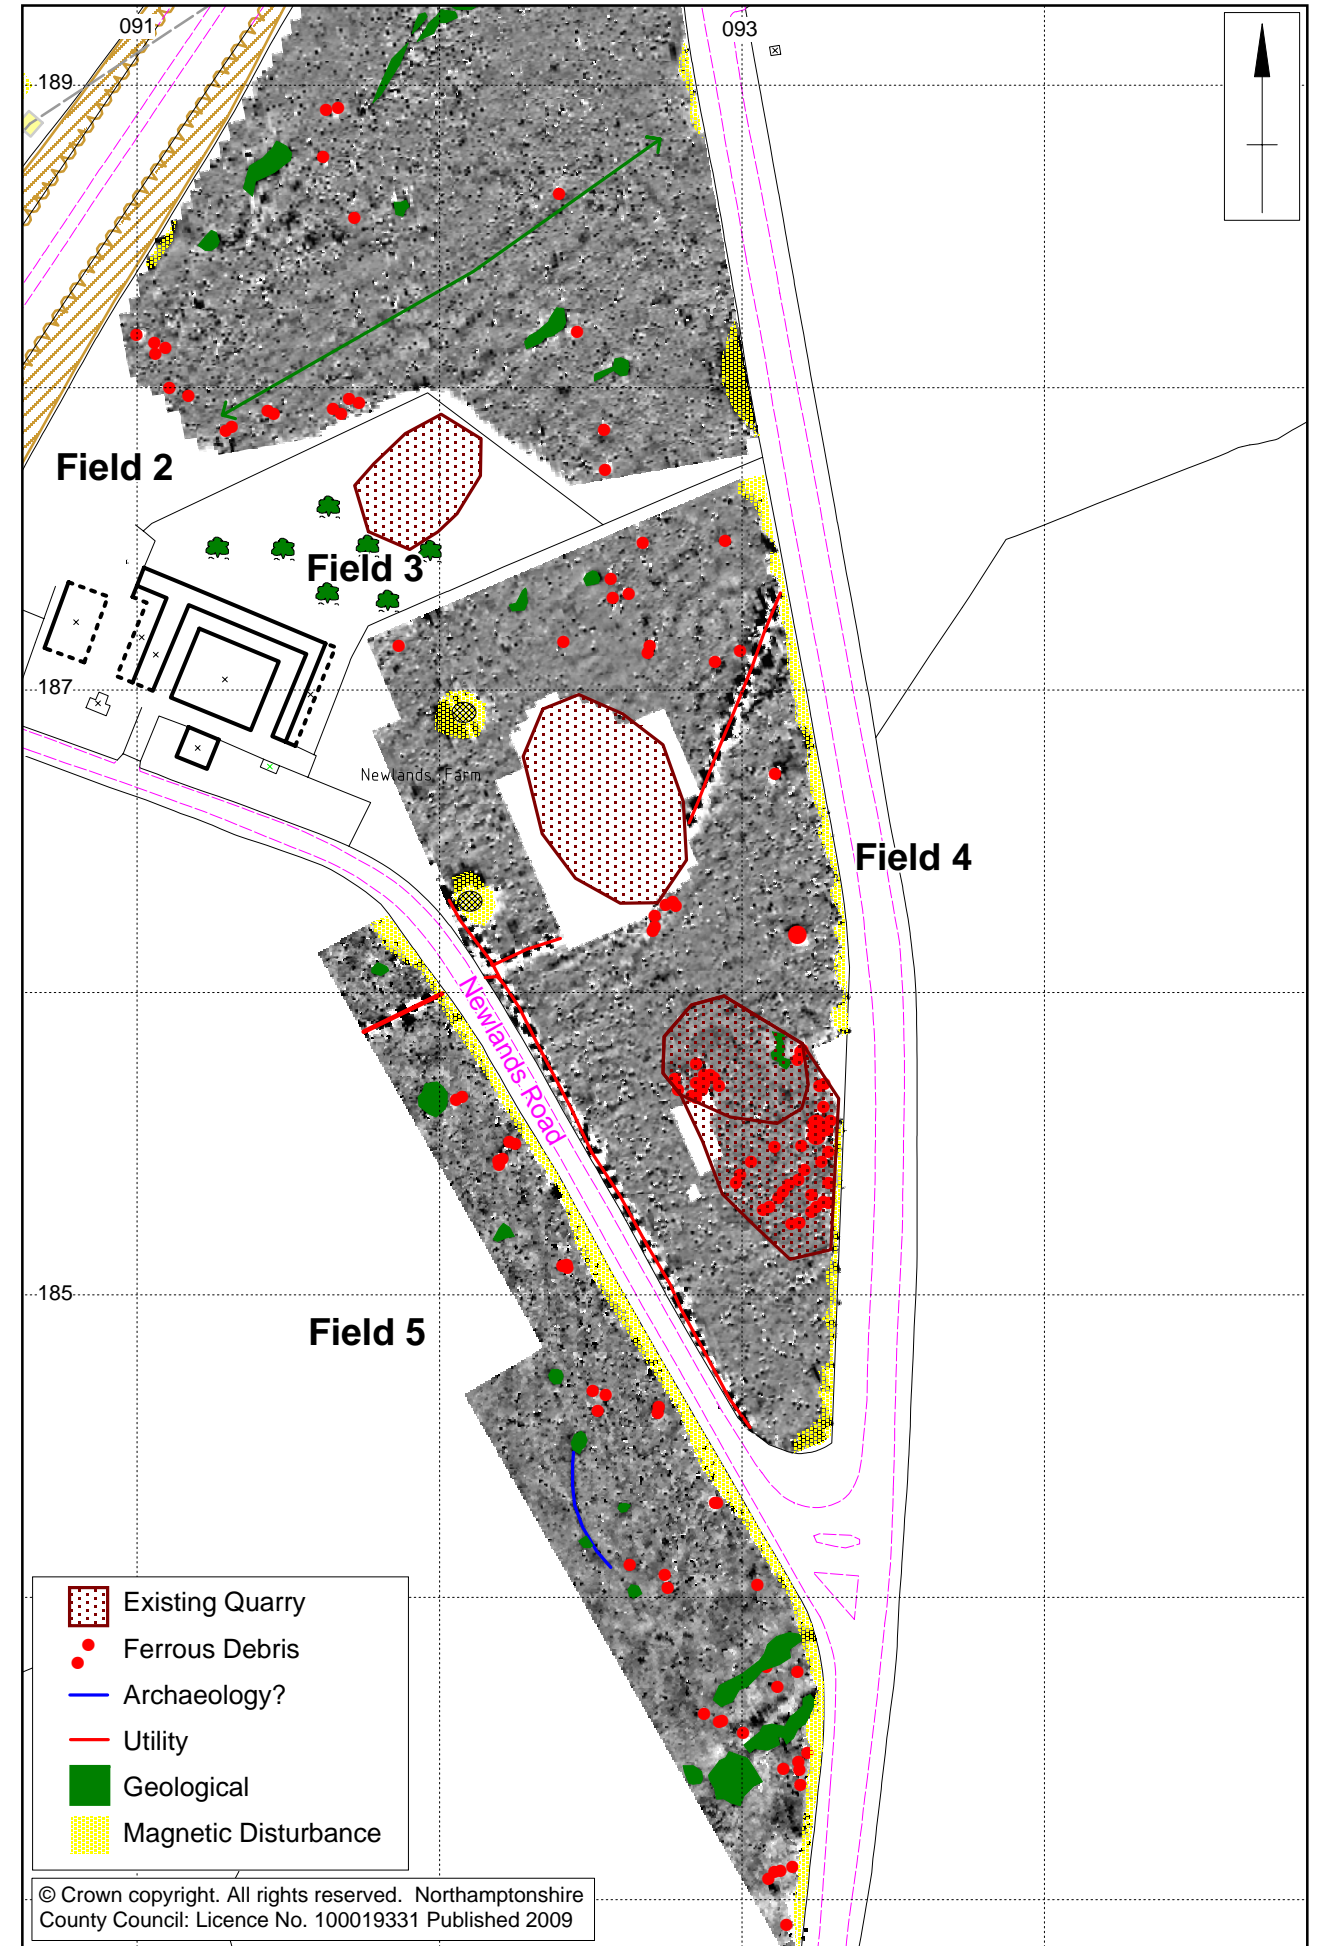 091
093
189
Field 2
Field 3
187
Newlands Farm
Field 4
Newlands Road
185
Field 5
Existing Quarry
Ferrous Debris
Archaeology?
Utility
Geological
Magnetic Disturbance
© Crown copyright. All rights reserved. Northamptonshire
County Council: Licence No. 100019331 Published 2009